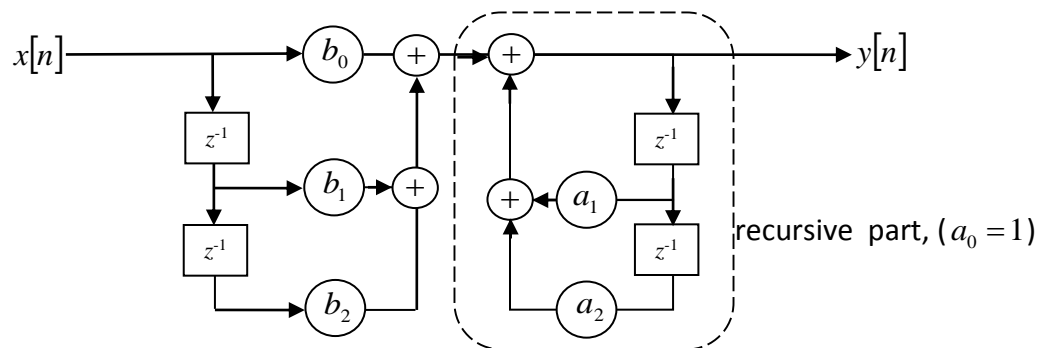 x[n]
b₀
+
+
y[n]
z⁻¹
z⁻¹
b₁
+
+
a₁
z⁻¹
z⁻¹
recursive part, (a₀ = 1)
b₂
a₂